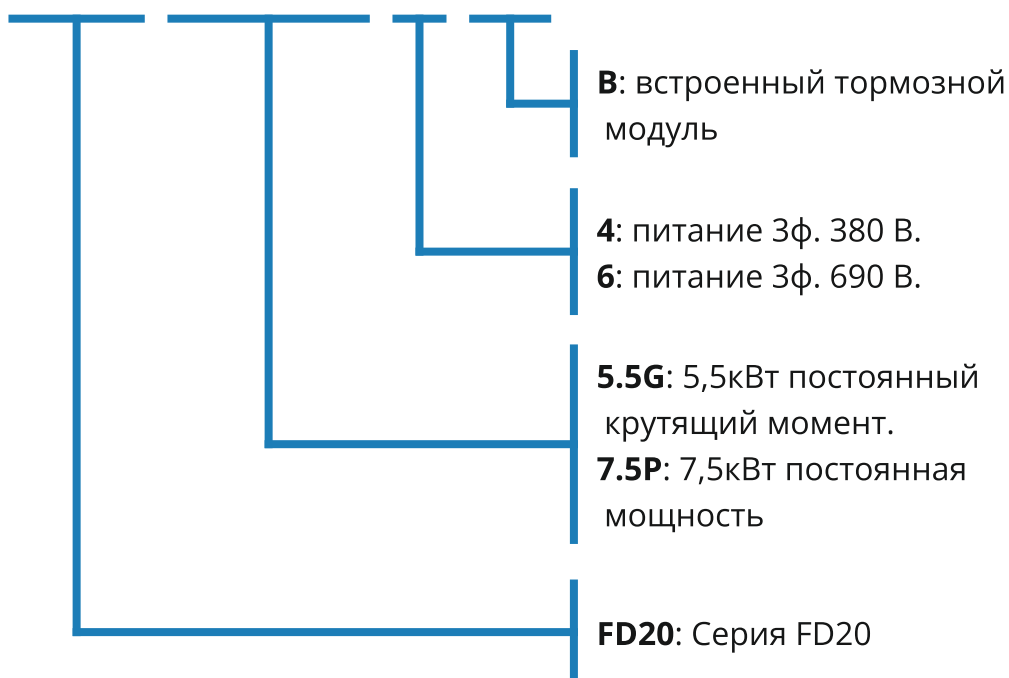 B: встроенный тормозной
модуль
4: питание 3ф. 380 В.
6: питание 3ф. 690 В.
5.5G: 5,5кВт постоянный
крутящий момент.
7.5P: 7,5кВт постоянная
мощность
FD20: Серия FD20